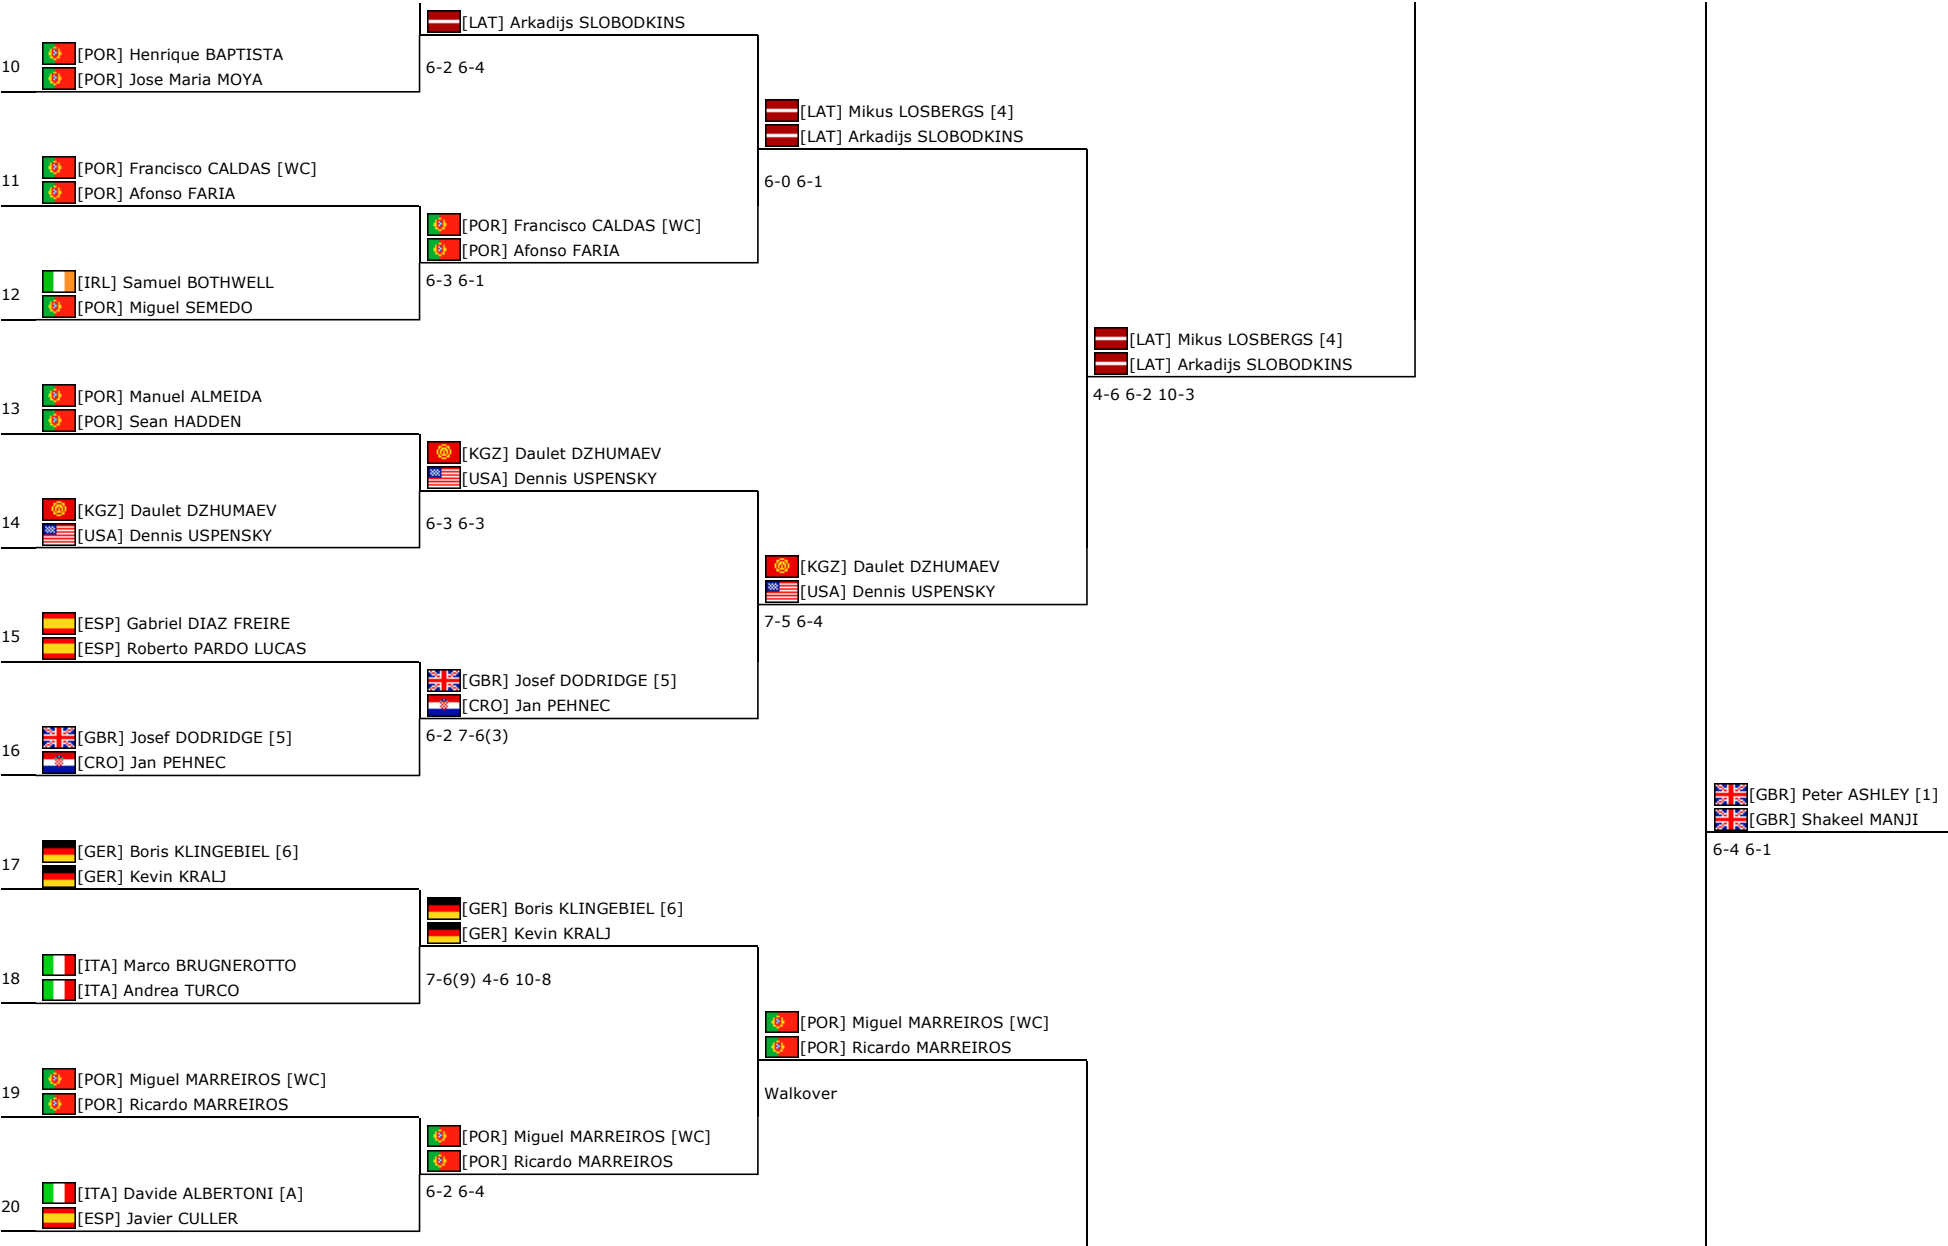 [LAT] Arkadijs SLOBODKINS
10
[POR] Henrique BAPTISTA
[POR] Jose Maria MOYA
6-2 6-4
[LAT] Mikus LOSBERGS [4]
[LAT] Arkadijs SLOBODKINS
11
[POR] Francisco CALDAS [WC]
[POR] Afonso FARIA
6-0 6-1
[POR] Francisco CALDAS [WC]
[POR] Afonso FARIA
12
[IRL] Samuel BOTHWELL
[POR] Miguel SEMEDO
6-3 6-1
[LAT] Mikus LOSBERGS [4]
[LAT] Arkadijs SLOBODKINS
13
[POR] Manuel ALMEIDA
[POR] Sean HADDEN
4-6 6-2 10-3
[KGZ] Daulet DZHUMAEV
[USA] Dennis USPENSKY
14
[KGZ] Daulet DZHUMAEV
[USA] Dennis USPENSKY
6-3 6-3
[KGZ] Daulet DZHUMAEV
[USA] Dennis USPENSKY
15
[ESP] Gabriel DIAZ FREIRE
[ESP] Roberto PARDO LUCAS
7-5 6-4
[GBR] Josef DODRIDGE [5]
[CRO] Jan PEHNEC
16
[GBR] Josef DODRIDGE [5]
[CRO] Jan PEHNEC
6-2 7-6(3)
[GBR] Peter ASHLEY [1]
[GBR] Shakeel MANJI
17
[GER] Boris KLINGEBIEL [6]
[GER] Kevin KRALJ
6-4 6-1
[GER] Boris KLINGEBIEL [6]
[GER] Kevin KRALJ
18
[ITA] Marco BRUGNEROTTO
[ITA] Andrea TURCO
7-6(9) 4-6 10-8
[POR] Miguel MARREIROS [WC]
[POR] Ricardo MARREIROS
19
[POR] Miguel MARREIROS [WC]
[POR] Ricardo MARREIROS
Walkover
[POR] Miguel MARREIROS [WC]
[POR] Ricardo MARREIROS
20
[ITA] Davide ALBERTONI [A]
[ESP] Javier CULLER
6-2 6-4